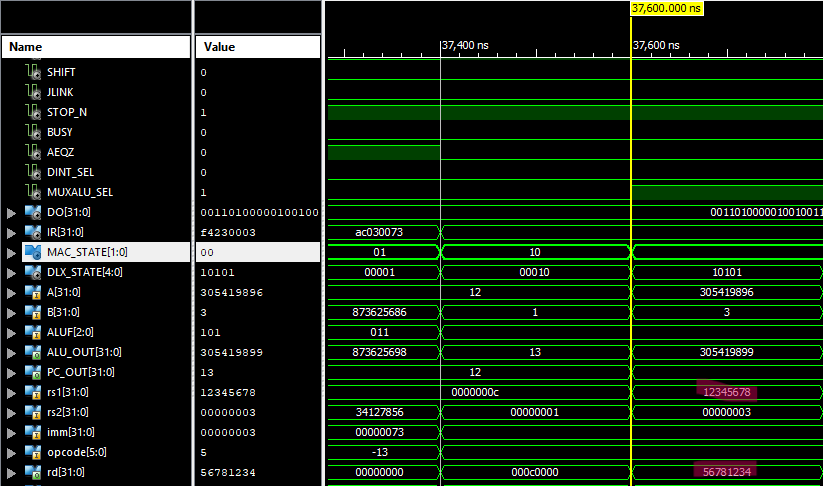 37,600.000 ns
Name Value 37,400 ns 37,600 ns
SHIFT 0
JLINK 0
STOP_N 1
BUSY 0
AEQZ 0
DINT_SEL 0
MUXALU_SEL 1
DO[31:0] 00110100000100100 0011010000010010011
IR[31:0] f4230003 ac030073
MAC_STATE[1:0] 00 01 10
DLX_STATE[4:0] 10101 00001 00010 10101
A[31:0] 305419896 12 305419896
B[31:0] 3 873625686 1 3
ALUF[2:0] 101 011
ALU_OUT[31:0] 305419899 873625698 13 305419899
PC_OUT[31:0] 13 12
rs1[31:0] 12345678 0000000c 12345678
rs2[31:0] 00000003 34127856 00000001 00000003
imm[31:0] 00000003 00000073
opcode[5:0] 5 -13
rd[31:0] 56781234 00000000 000c0000 56781234